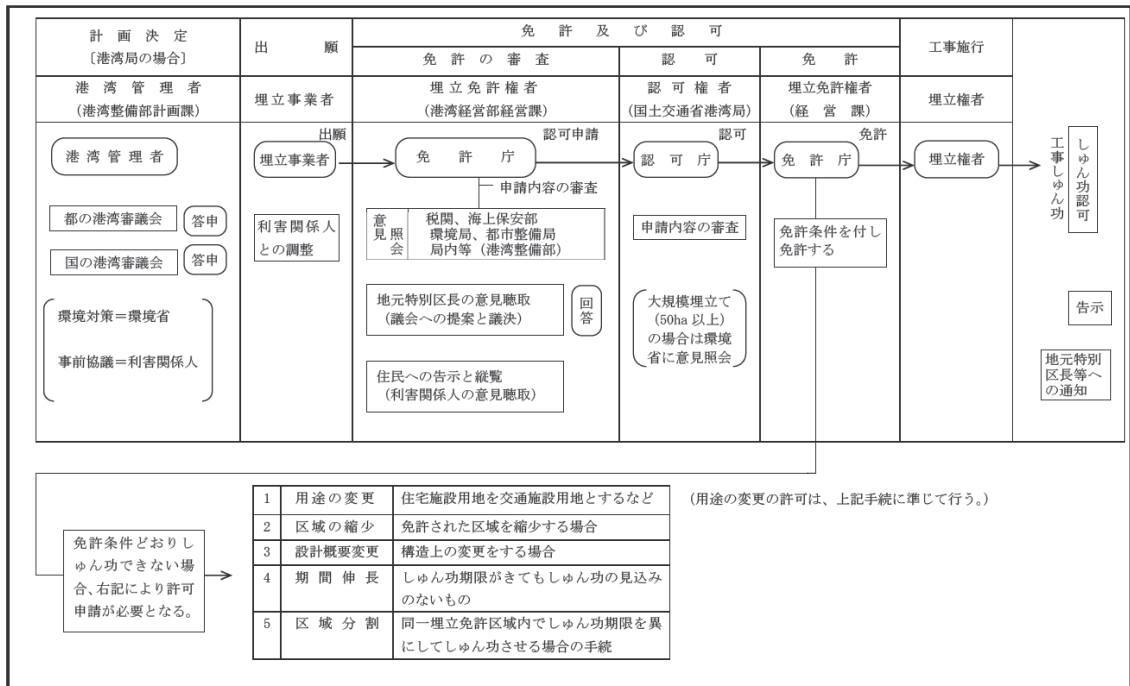 計画決定
〔港湾局の場合〕
出願
免許及び認可
工事施行
免許の審査
認可
免許
港湾管理者
(港湾整備部計画課)
埋立事業者
埋立免許権者
(港湾経営部経営課)
認可権者
(国土交通省港湾局)
埋立免許権者
(経営課)
埋立権者
港湾管理者
出願
埋立事業者
免許庁
認可申請
認可庁
認可
免許庁
免許
埋立権者
工事しゅん功
しゅん功認可
申請内容の審査
都の港湾審議会
答申
国の港湾審議会
答申
利害関係人
との調整
意見照会
税関、海上保安部
環境局、都市整備局
局内等(港湾整備部)
申請内容の審査
免許条件を付し
免許する
環境対策＝環境省
事前協議＝利害関係人
地元特別区長の意見聴取
(議会への提案と議決)
回答
大規模埋立て
(50ha以上)
の場合は環境
省に意見照会
告示
住民への告示と縦覧
(利害関係人の意見聴取)
地元特別
区長等へ
の通知
免許条件どおりし
ゅん功できない場
合、右記により許可
申請が必要となる。
1 用途の変更 住宅施設用地を交通施設用地とするなど
(用途の変更の許可は、上記手続に準じて行う。)
2 区域の縮少 免許された区域を縮少する場合
3 設計概要変更 構造上の変更をする場合
4 期間伸長 しゅん功期限がきてもしゅん功の見込み
のないもの
5 区域分割 同一埋立免許区域内でしゅん功期限を異
にしてしゅん功させる場合の手続